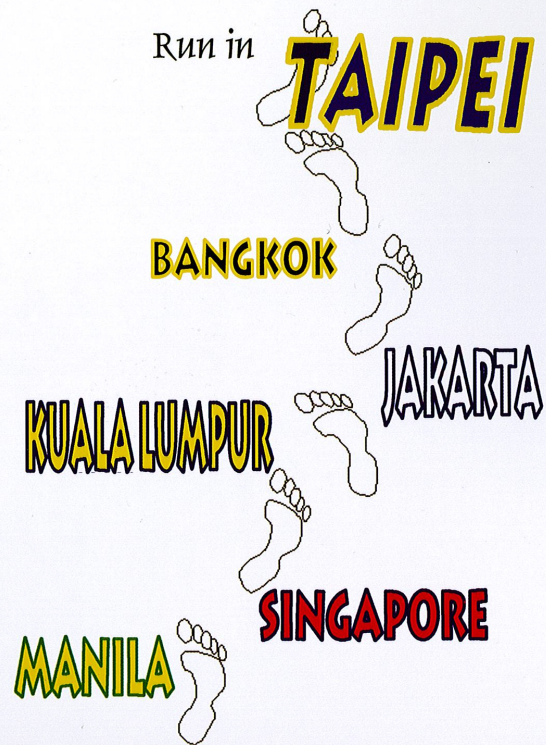 Run in TAIPEI
BANGKOK
JAKARTA
KUALA LUMPUR
SINGAPORE
MANILA